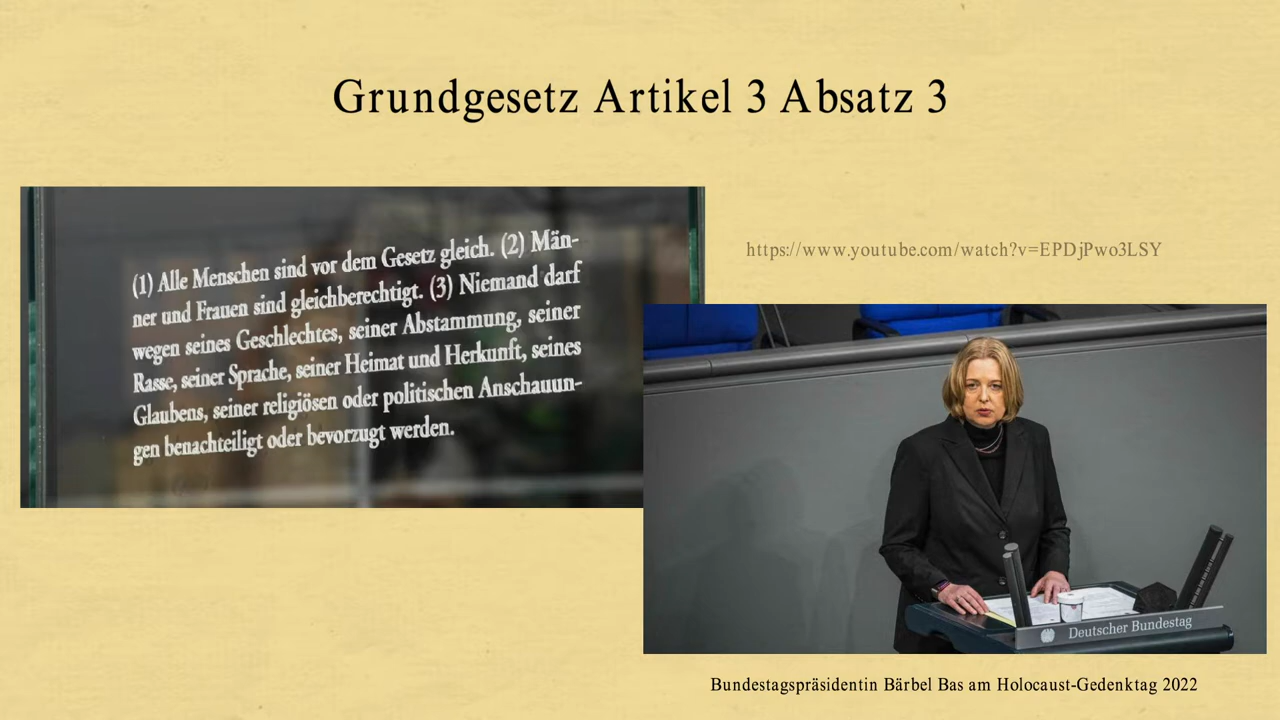 Grundgesetz Artikel 3 Absatz 3
(1) Alle Menschen sind vor dem Gesetz gleich. (2) Män-
ner und Frauen sind gleichberechtigt. (3) Niemand darf
wegen seines Geschlechtes, seiner Abstammung, seiner
Rasse, seiner Sprache, seiner Heimat und Herkunft, seines
Glaubens, seiner religiösen oder politischen Anschauun-
gen benachteiligt oder bevorzugt werden.
https://www.youtube.com/watch?v=EPDjPwo3LSY
Deutscher Bundestag
Bundestagspräsidentin Bärbel Bas am Holocaust-Gedenktag 2022